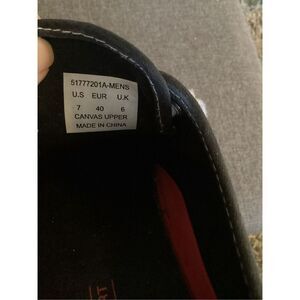 51777201A-MENS
U.S EUR U.K
7 40 6
CANVAS UPPER
MADE IN CHINA